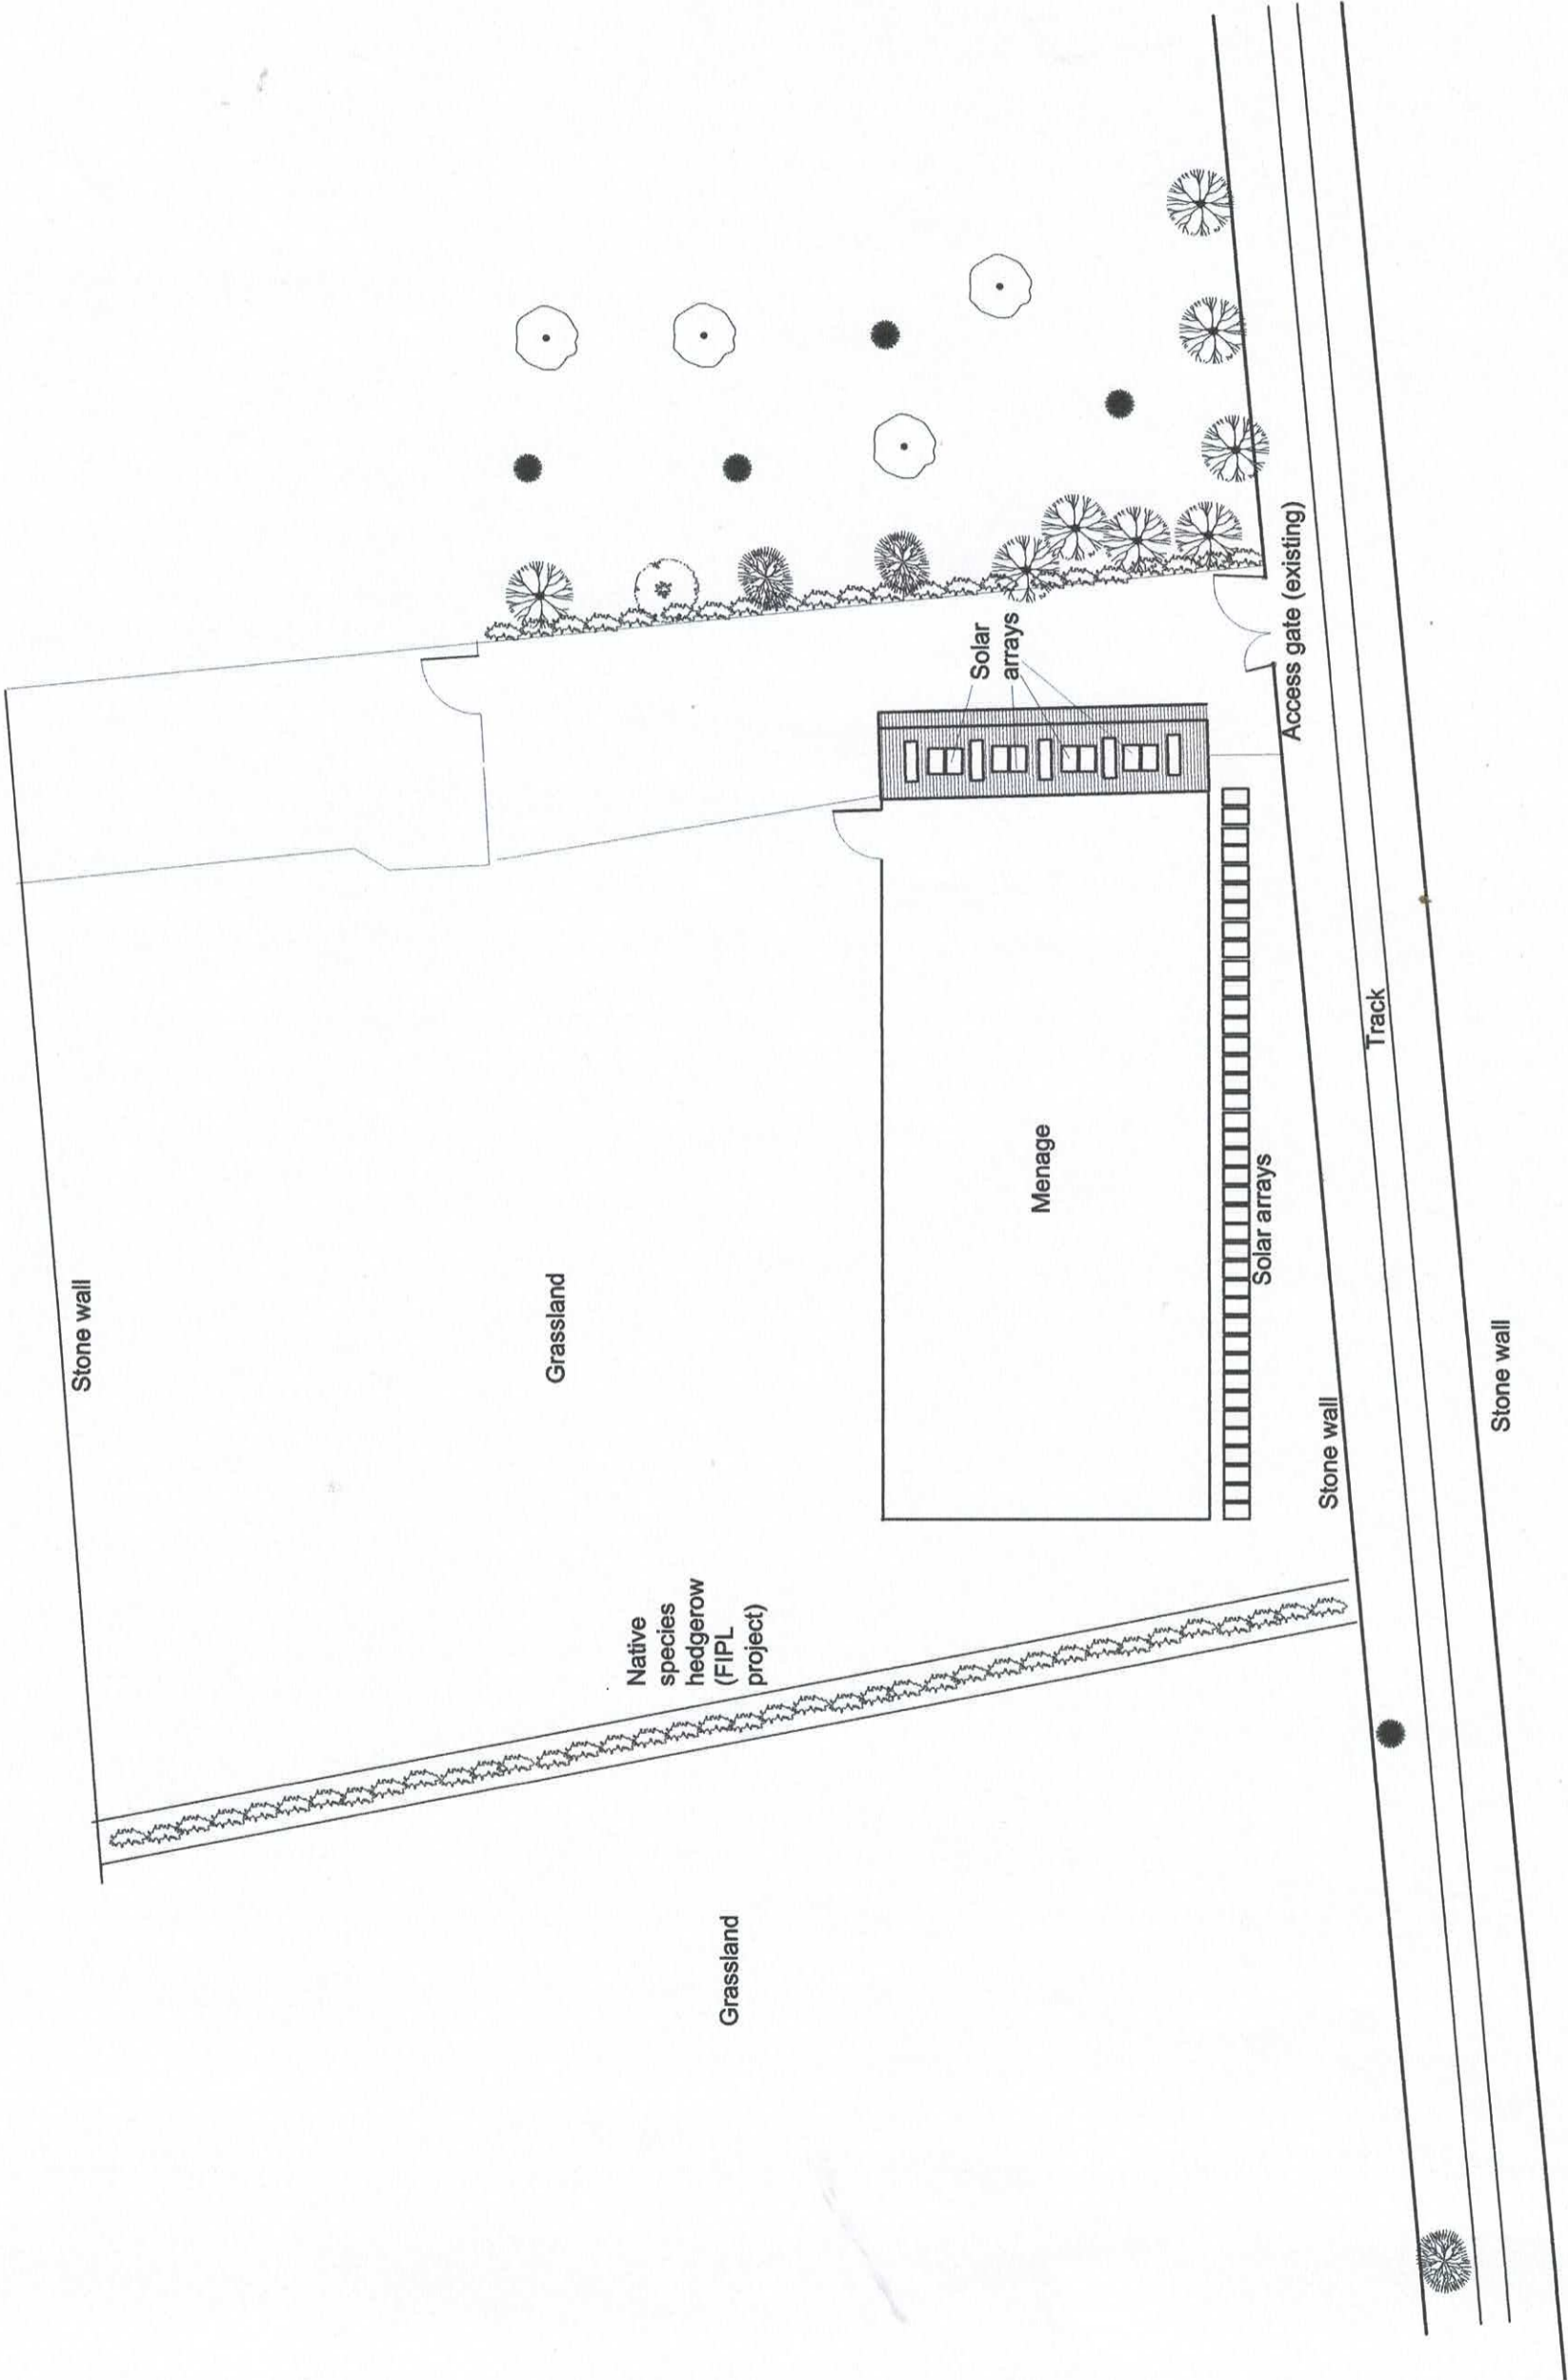 Stone wall
Grassland
Native
species
hedgerow
(FIPL
project)
Grassland
Solar
arrays
Menage
Solar arrays
Access gate (existing)
Stone wall
Track
Stone wall